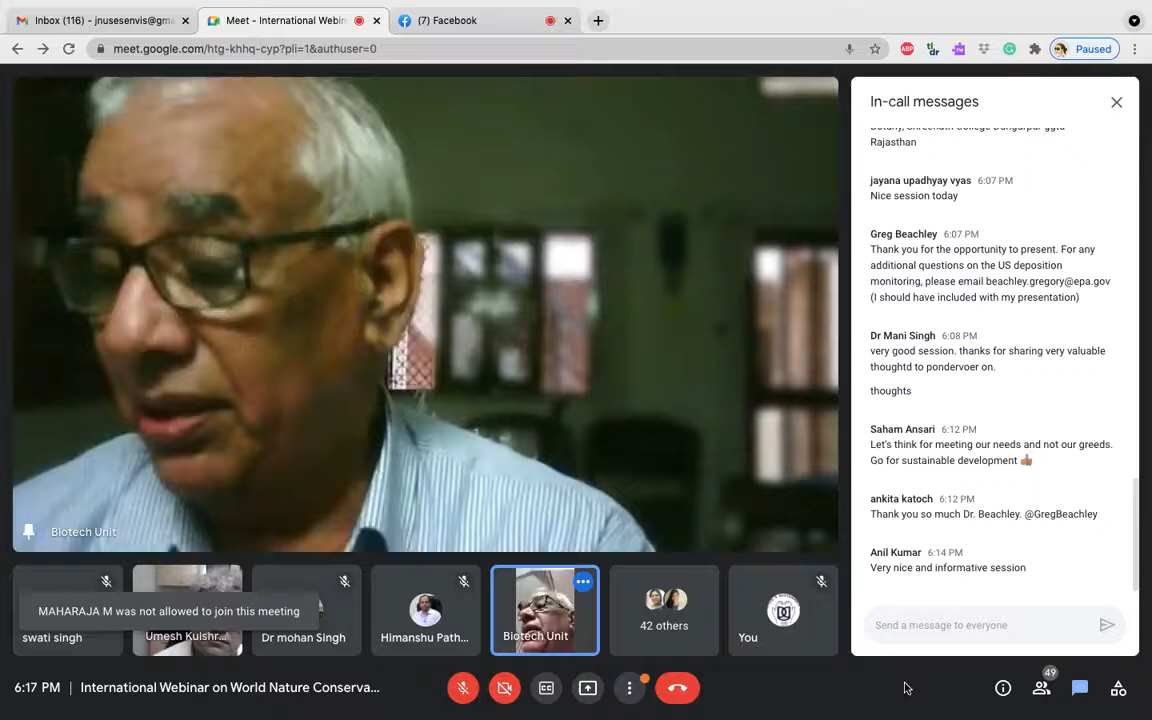 Inbox (116) - jnusesenvis@gma
Meet - International Webin
(7) Facebook
meet.google.com/htg-khhq-cyp?pli=1&authuser=0
ABP
tl;dr
Paused
In-call messages
Rajasthan
jayana upadhyay vyas 6:07 PM
Nice session today
Greg Beachley 6:07 PM
Thank you for the opportunity to present. For any
additional questions on the US deposition
monitoring, please email beachley.gregory@epa.gov
(I should have included with my presentation)
Dr Mani Singh 6:08 PM
very good session. thanks for sharing very valuable
thoughtd to pondervoer on.
thoughts
Saham Ansari 6:12 PM
Let's think for meeting our needs and not our greeds.
Go for sustainable development 👍🏽
ankita katoch 6:12 PM
Thank you so much Dr. Beachley. @GregBeachley
Anil Kumar 6:14 PM
Very nice and informative session
Send a message to everyone
Biotech Unit
MAHARAJA M was not allowed to join this meeting
swati singh
Umesh Kulshr...
Dr mohan Singh
Himanshu Path...
Biotech Unit
42 others
You
6:17 PM | International Webinar on World Nature Conserva...
49